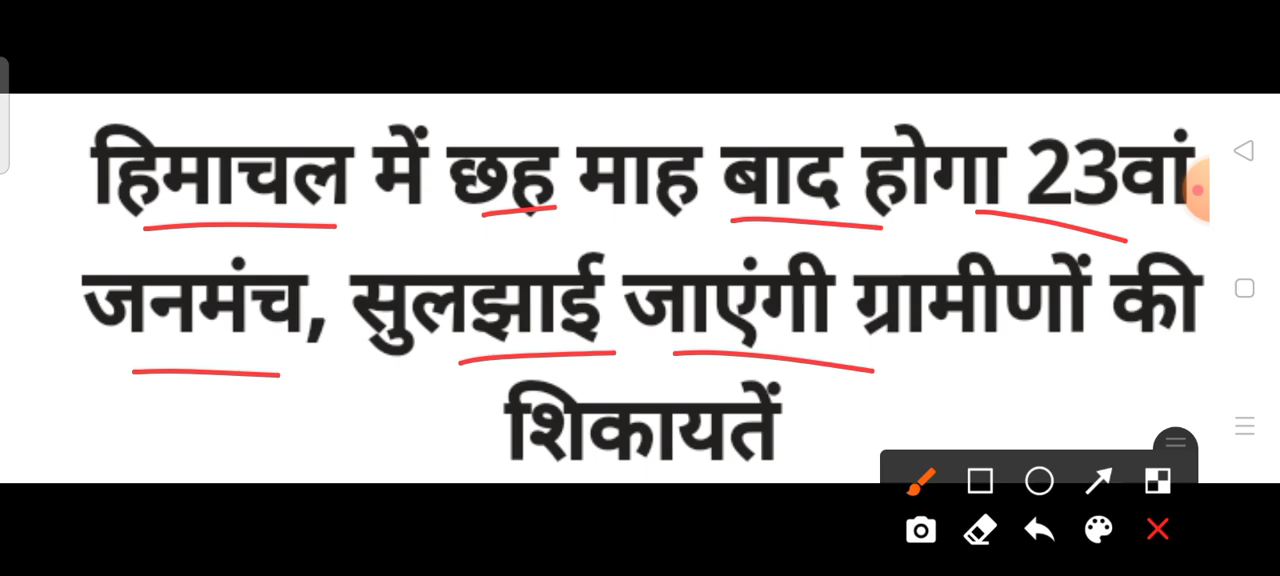 हिमाचल में छह माह बाद होगा 23वां
जनमंच, सुलझाई जाएंगी ग्रामीणों की
शिकायतें